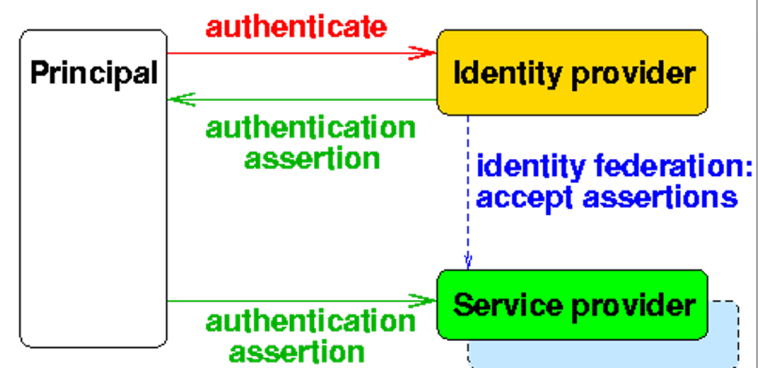 authenticate
Principal
Identity provider
authentication
assertion
identity federation:
accept assertions
Service provider
authentication
assertion